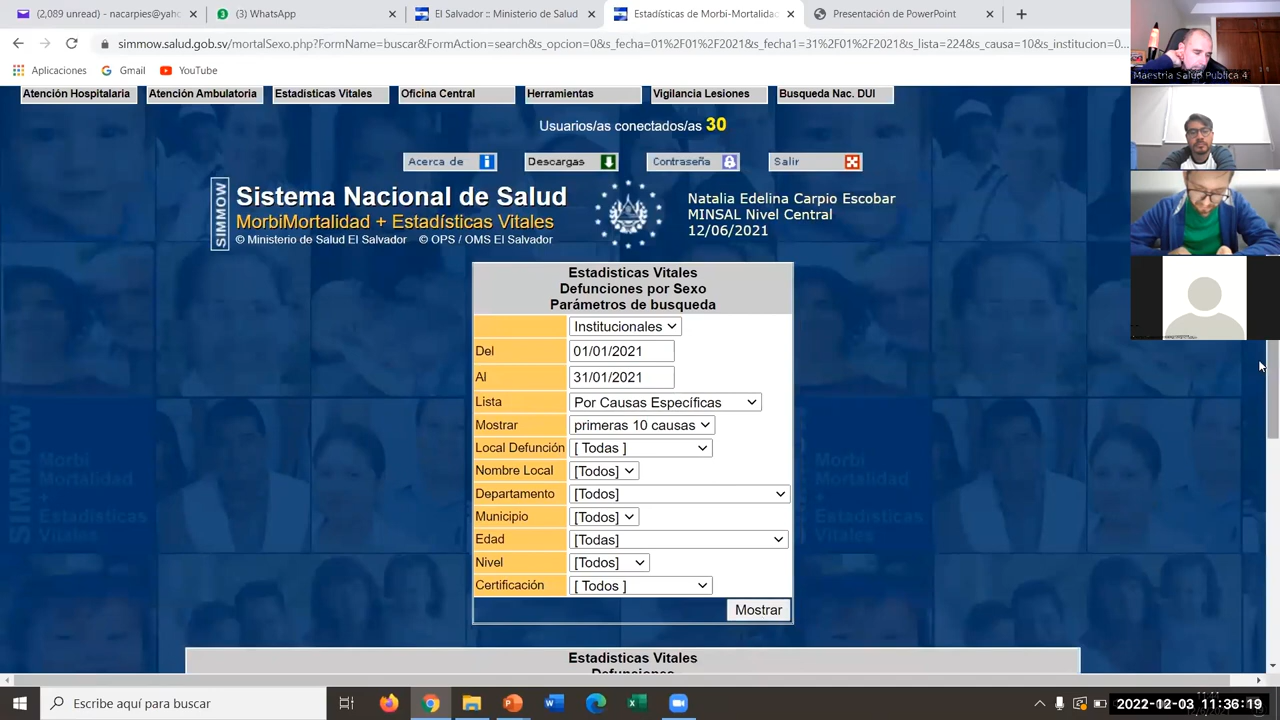 (2,089 unread) - nacarpies@yahc
(3) WhatsApp
El Salvador :: Ministerio de Salud
Estadísticas de Morbi-Mortalidad
Presentación de PowerPoint
simmow.salud.gob.sv/mortalSexo.php?FormName=buscar&FormAction=search&s_opcion=0&s_fecha=01%2F01%2F2021&s_fecha1=31%2F01%2F2021&s_lista=224&s_causa=10&s_institucion=0...
Aplicaciones
Gmail
YouTube
Maestria Salud Publica 4
Atención Hospitalaria
Atención Ambulatoria
Estadísticas Vitales
Oficina Central
Herramientas
Vigilancia Lesiones
Busqueda Nac. DUI
Usuarios/as conectados/as 30
Acerca de
Descargas
Contraseña
Salir
SIMMOW
Sistema Nacional de Salud
MorbiMortalidad + Estadísticas Vitales
© Ministerio de Salud El Salvador © OPS / OMS El Salvador
Natalia Edelina Carpio Escobar
MINSAL Nivel Central
12/06/2021
Estadisticas Vitales
Defunciones por Sexo
Parámetros de busqueda
Institucionales
Del 01/01/2021
Al 31/01/2021
Lista Por Causas Específicas
Mostrar primeras 10 causas
Local Defunción [ Todas ]
Nombre Local [Todos]
Departamento [Todos]
Municipio [Todos]
Edad [Todas]
Nivel [Todos]
Certificación [ Todos ]
Mostrar
Estadisticas Vitales
Defunciones
Escribe aquí para buscar
2022-12-03 11:36:19